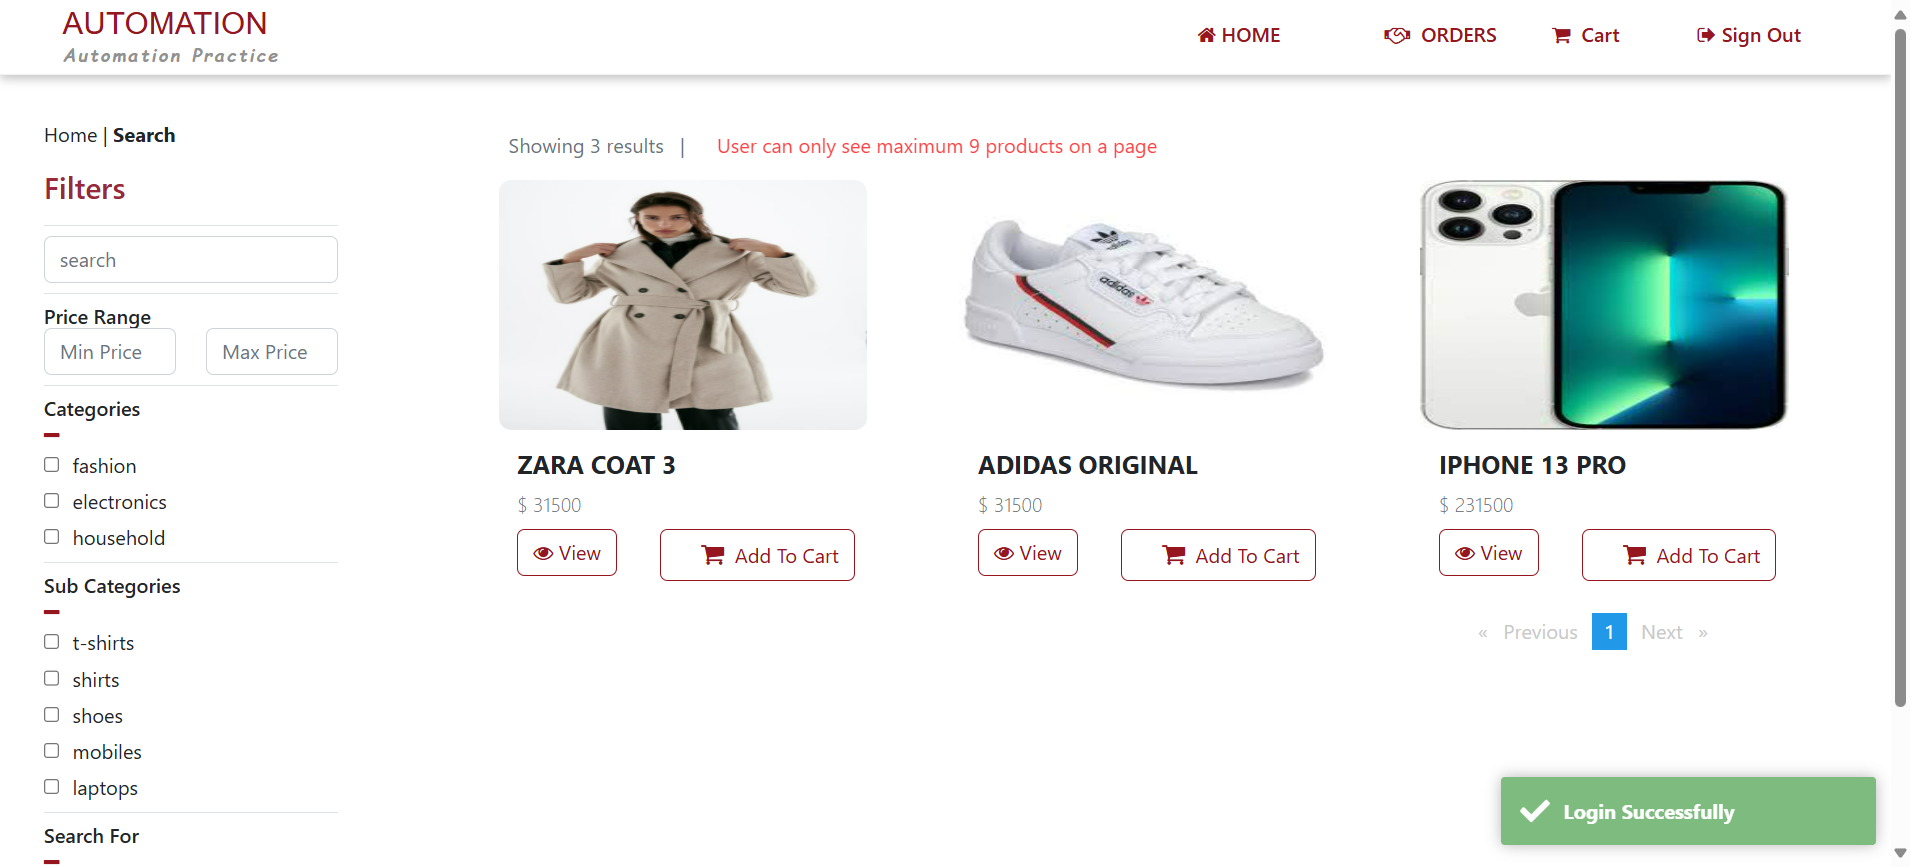 AUTOMATION
Automation Practice
HOME
ORDERS
Cart
Sign Out
Home | Search
Filters
search
Price Range
Min Price
Max Price
Categories
fashion
electronics
household
Sub Categories
t-shirts
shirts
shoes
mobiles
laptops
Search For
Showing 3 results |
User can only see maximum 9 products on a page
adidas
adidas
ZARA COAT 3
$ 31500
View
Add To Cart
ADIDAS ORIGINAL
$ 31500
View
Add To Cart
IPHONE 13 PRO
$ 231500
View
Add To Cart
« Previous 1 Next »
Login Successfully